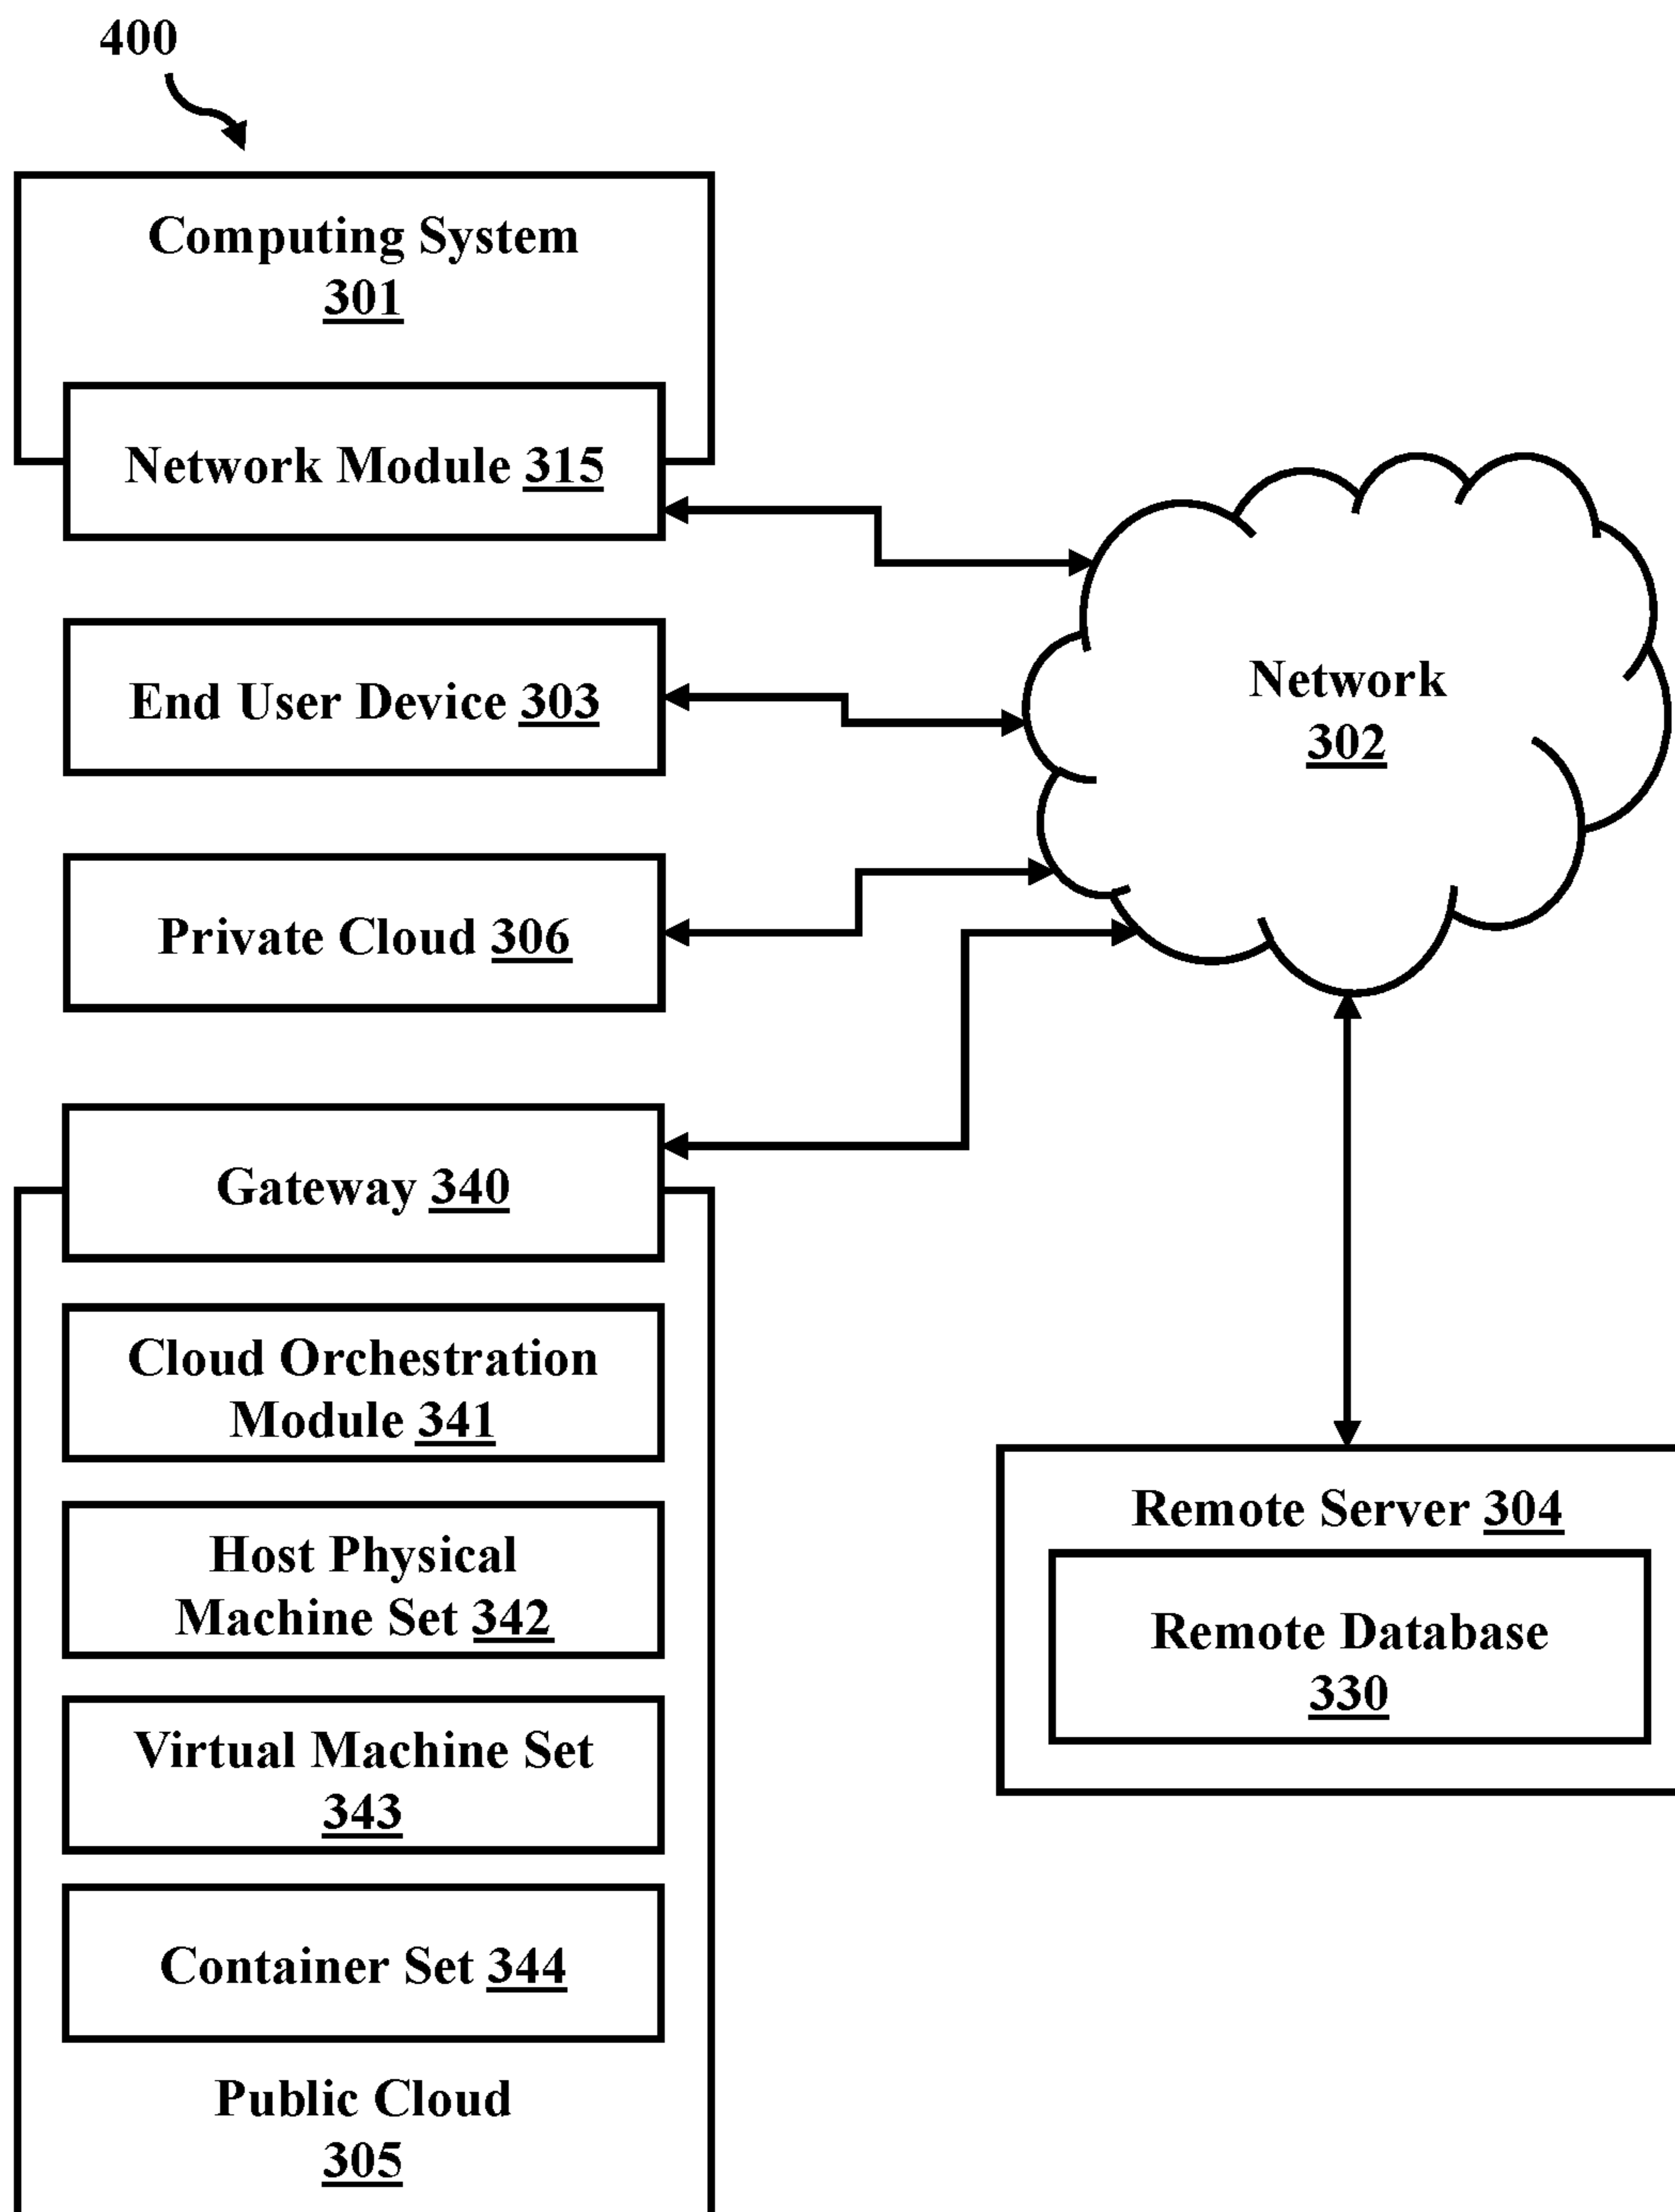 400
Computing System
301
Network Module 315
End User Device 303
Network
302
Private Cloud 306
Gateway 340
Cloud Orchestration
Module 341
Host Physical
Machine Set 342
Virtual Machine Set
343
Container Set 344
Public Cloud
305
Remote Server 304
Remote Database
330